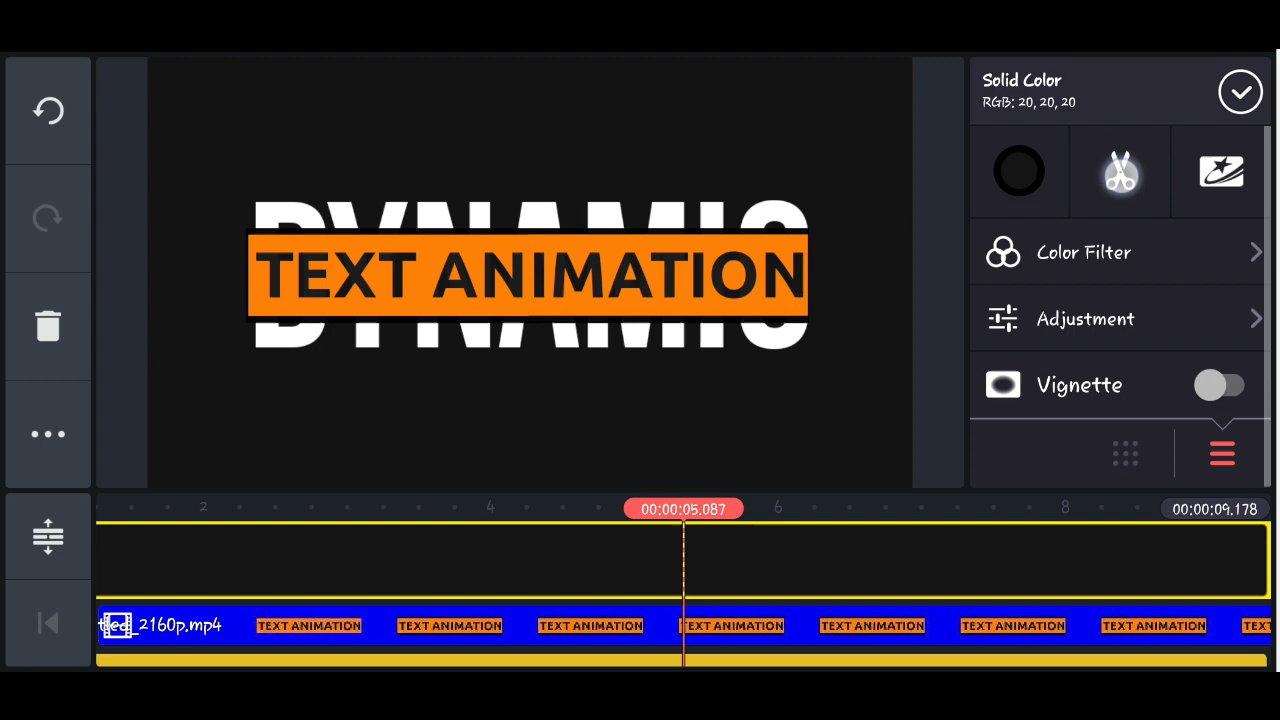 Solid Color
RGB: 20, 20, 20
DYNAMIC
TEXT ANIMATION
Color Filter
Adjustment
Vignette
2 4 00:00:05.087 6 8 00:00:09.178
_2160p.mp4 TEXT ANIMATION TEXT ANIMATION TEXT ANIMATION TEXT ANIMATION TEXT ANIMATION TEXT ANIMATION TEXT ANIMATION TEXT